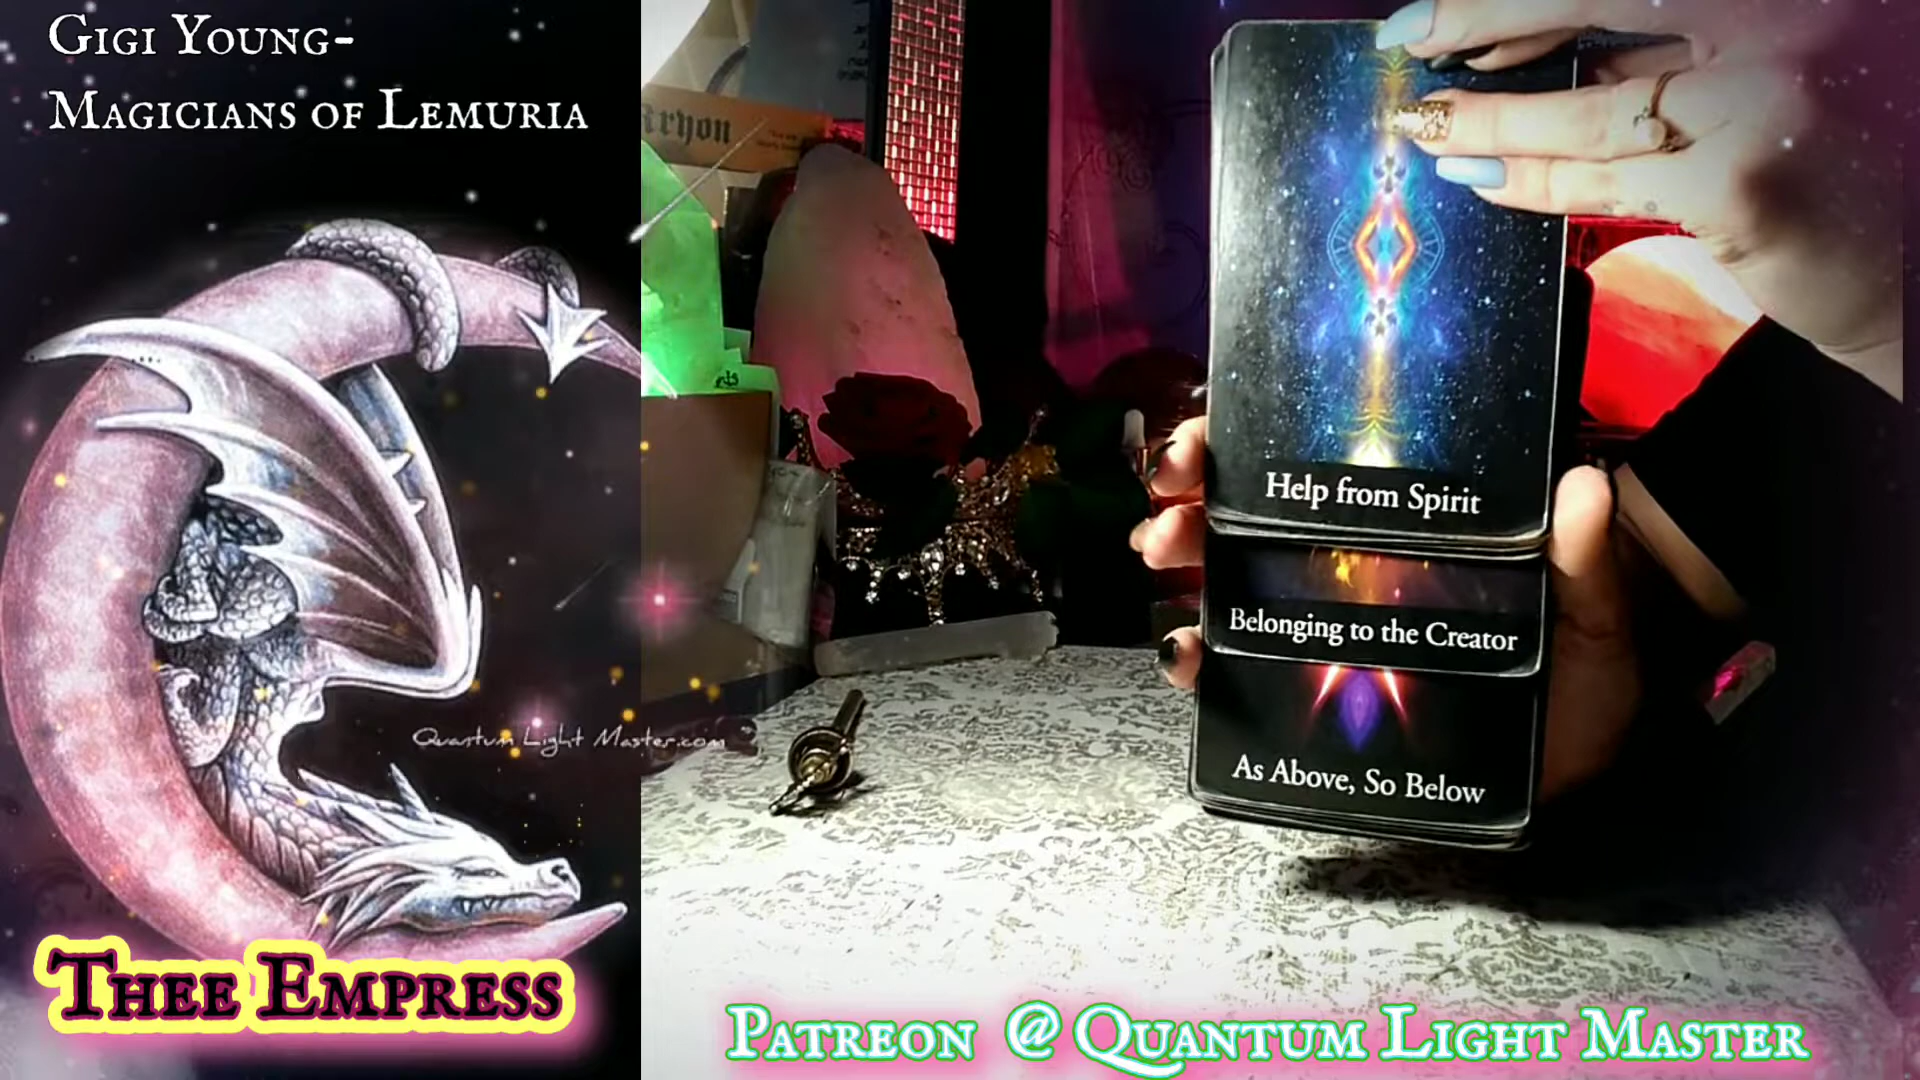 Gigi Young-
Magicians of Lemuria
Kryon
Help from Spirit
Belonging to the Creator
As Above, So Below
Quantum Light Master.com
Thee Empress
Patreon @ Quantum Light Master